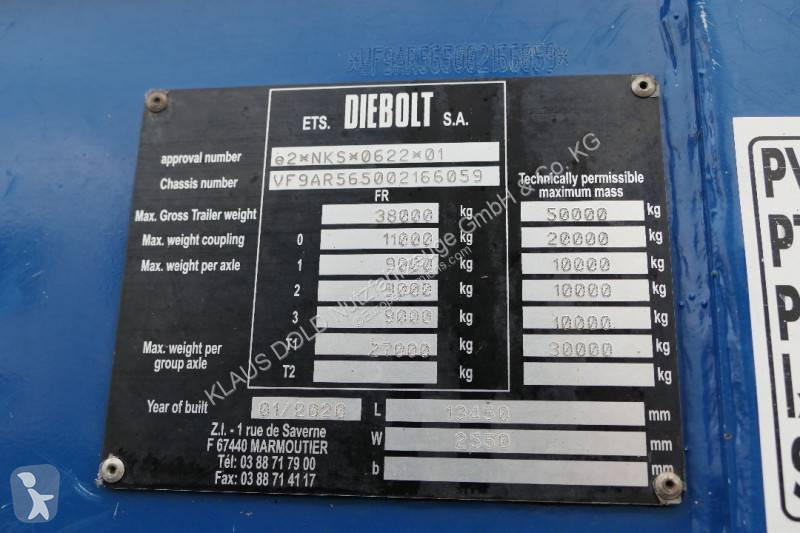 *VF9AR565002166059*
ETS. DIEBOLT S.A.
approval number e2*NKS*0622*01
Chassis number VF9AR565002166059
FR Technically permissible maximum mass
Max. Gross Trailer weight 38000 kg 50000 kg
Max. weight coupling 0 11000 kg 20000 kg
Max. weight per axle 1 9000 kg 10000 kg
2 9000 kg 10000 kg
3 9000 kg 10000 kg
Max. weight per group axle T1 27000 kg 30000 kg
T2 kg kg
Year of built 01/2020 L 13450 mm
Z.I. - 1 rue de Saverne W 2550 mm
F 67440 MARMOUTIER
Tél: 03 88 71 79 00 b mm
Fax: 03 88 71 41 17
KLAUS DOLD Nutzfahrzeuge GmbH & Co. KG
PV
PT
P